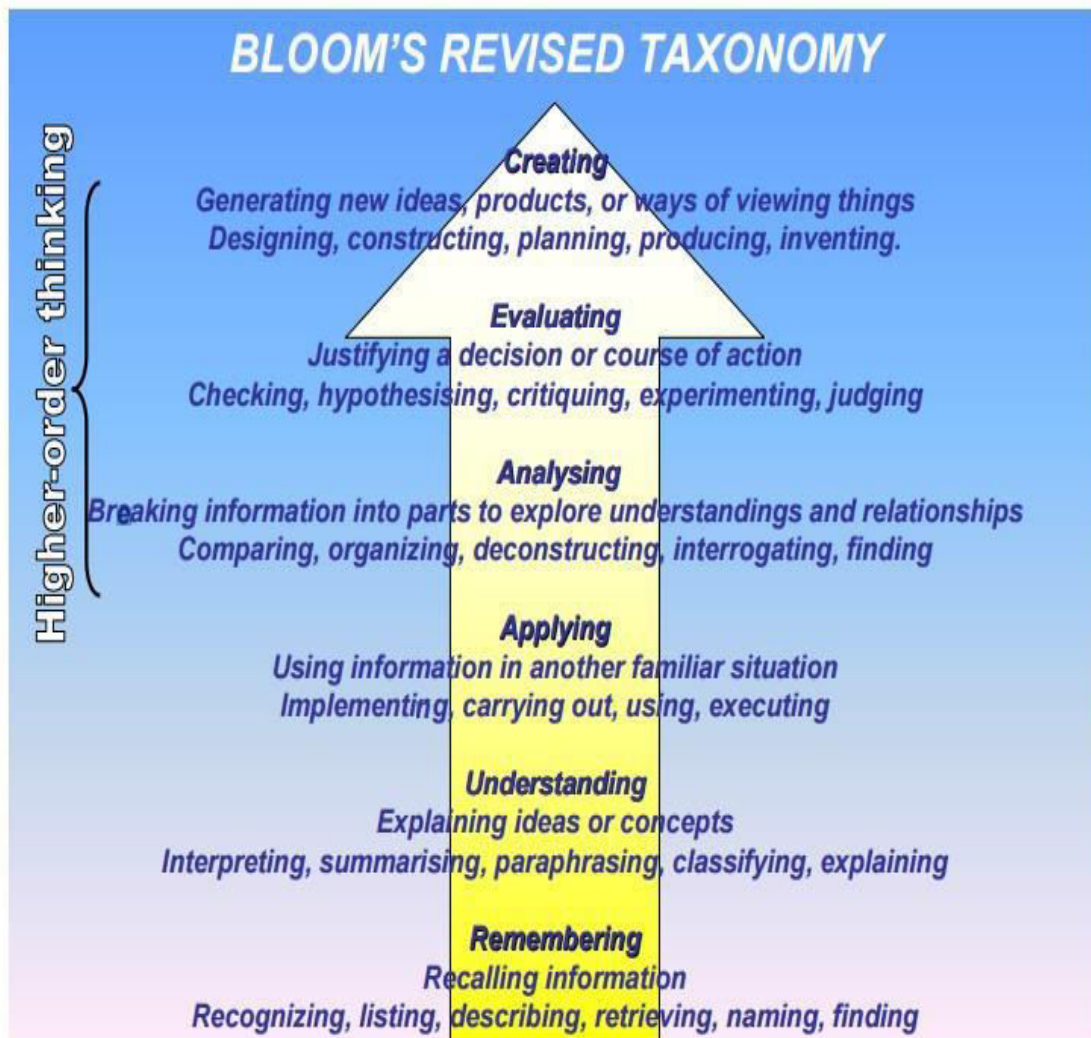 BLOOM'S REVISED TAXONOMY
Higher-order thinking
Creating
Generating new ideas, products, or ways of viewing things
Designing, constructing, planning, producing, inventing.
Evaluating
Justifying a decision or course of action
Checking, hypothesising, critiquing, experimenting, judging
Analysing
Breaking information into parts to explore understandings and relationships
Comparing, organizing, deconstructing, interrogating, finding
Applying
Using information in another familiar situation
Implementing, carrying out, using, executing
Understanding
Explaining ideas or concepts
Interpreting, summarising, paraphrasing, classifying, explaining
Remembering
Recalling information
Recognizing, listing, describing, retrieving, naming, finding